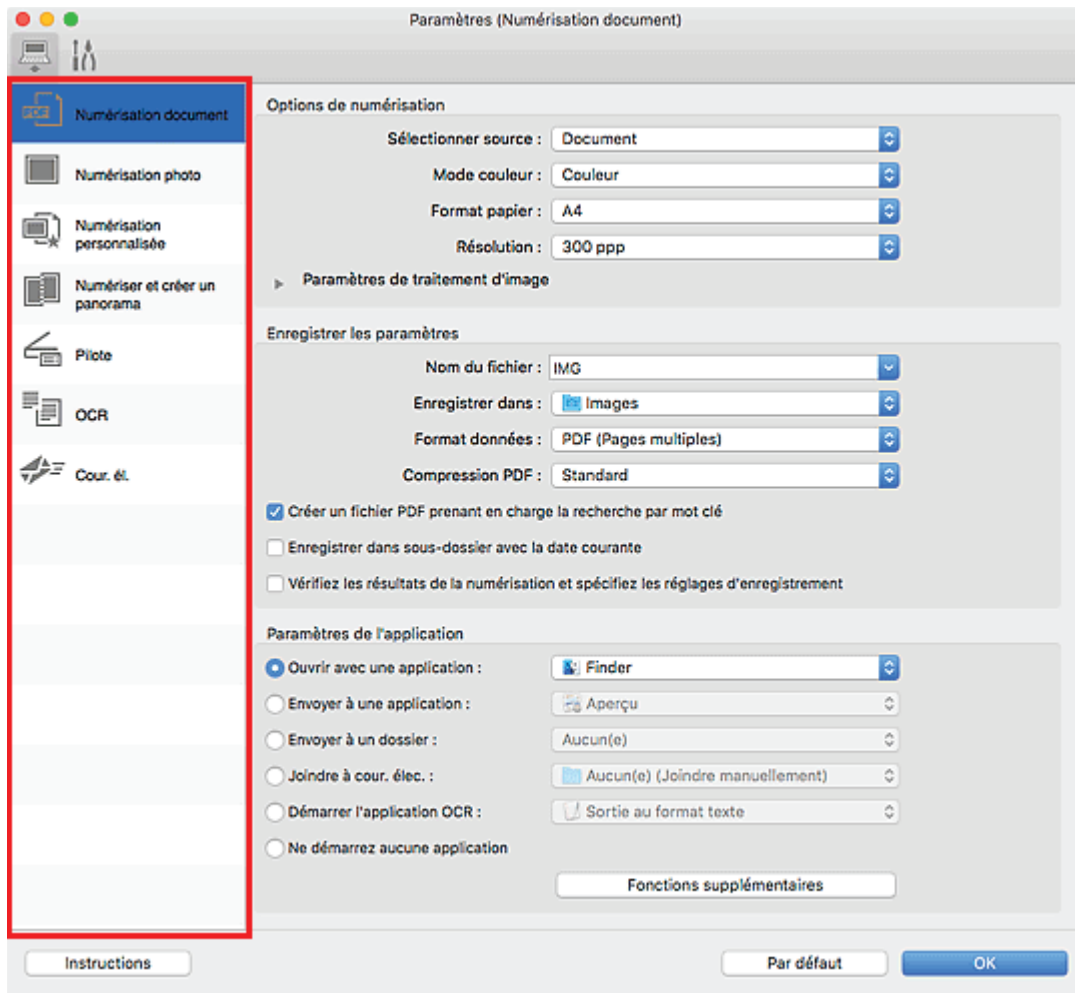 Paramètres (Numérisation document)
PDF
Numérisation document
Numérisation photo
Numérisation
personnalisée
Numériser et créer un
panorama
Pilote
OCR
Cour. él.
Options de numérisation
Sélectionner source : Document
Mode couleur : Couleur
Format papier : A4
Résolution : 300 ppp
Paramètres de traitement d'image
Enregistrer les paramètres
Nom du fichier : IMG
Enregistrer dans : Images
Format données : PDF (Pages multiples)
Compression PDF : Standard
Créer un fichier PDF prenant en charge la recherche par mot clé
Enregistrer dans sous-dossier avec la date courante
Vérifiez les résultats de la numérisation et spécifiez les réglages d'enregistrement
Paramètres de l'application
Ouvrir avec une application : Finder
Envoyer à une application : Aperçu
Envoyer à un dossier : Aucun(e)
Joindre à cour. élec. : Aucun(e) (Joindre manuellement)
Démarrer l'application OCR : Sortie au format texte
Ne démarrez aucune application
Fonctions supplémentaires
Instructions
Par défaut
OK